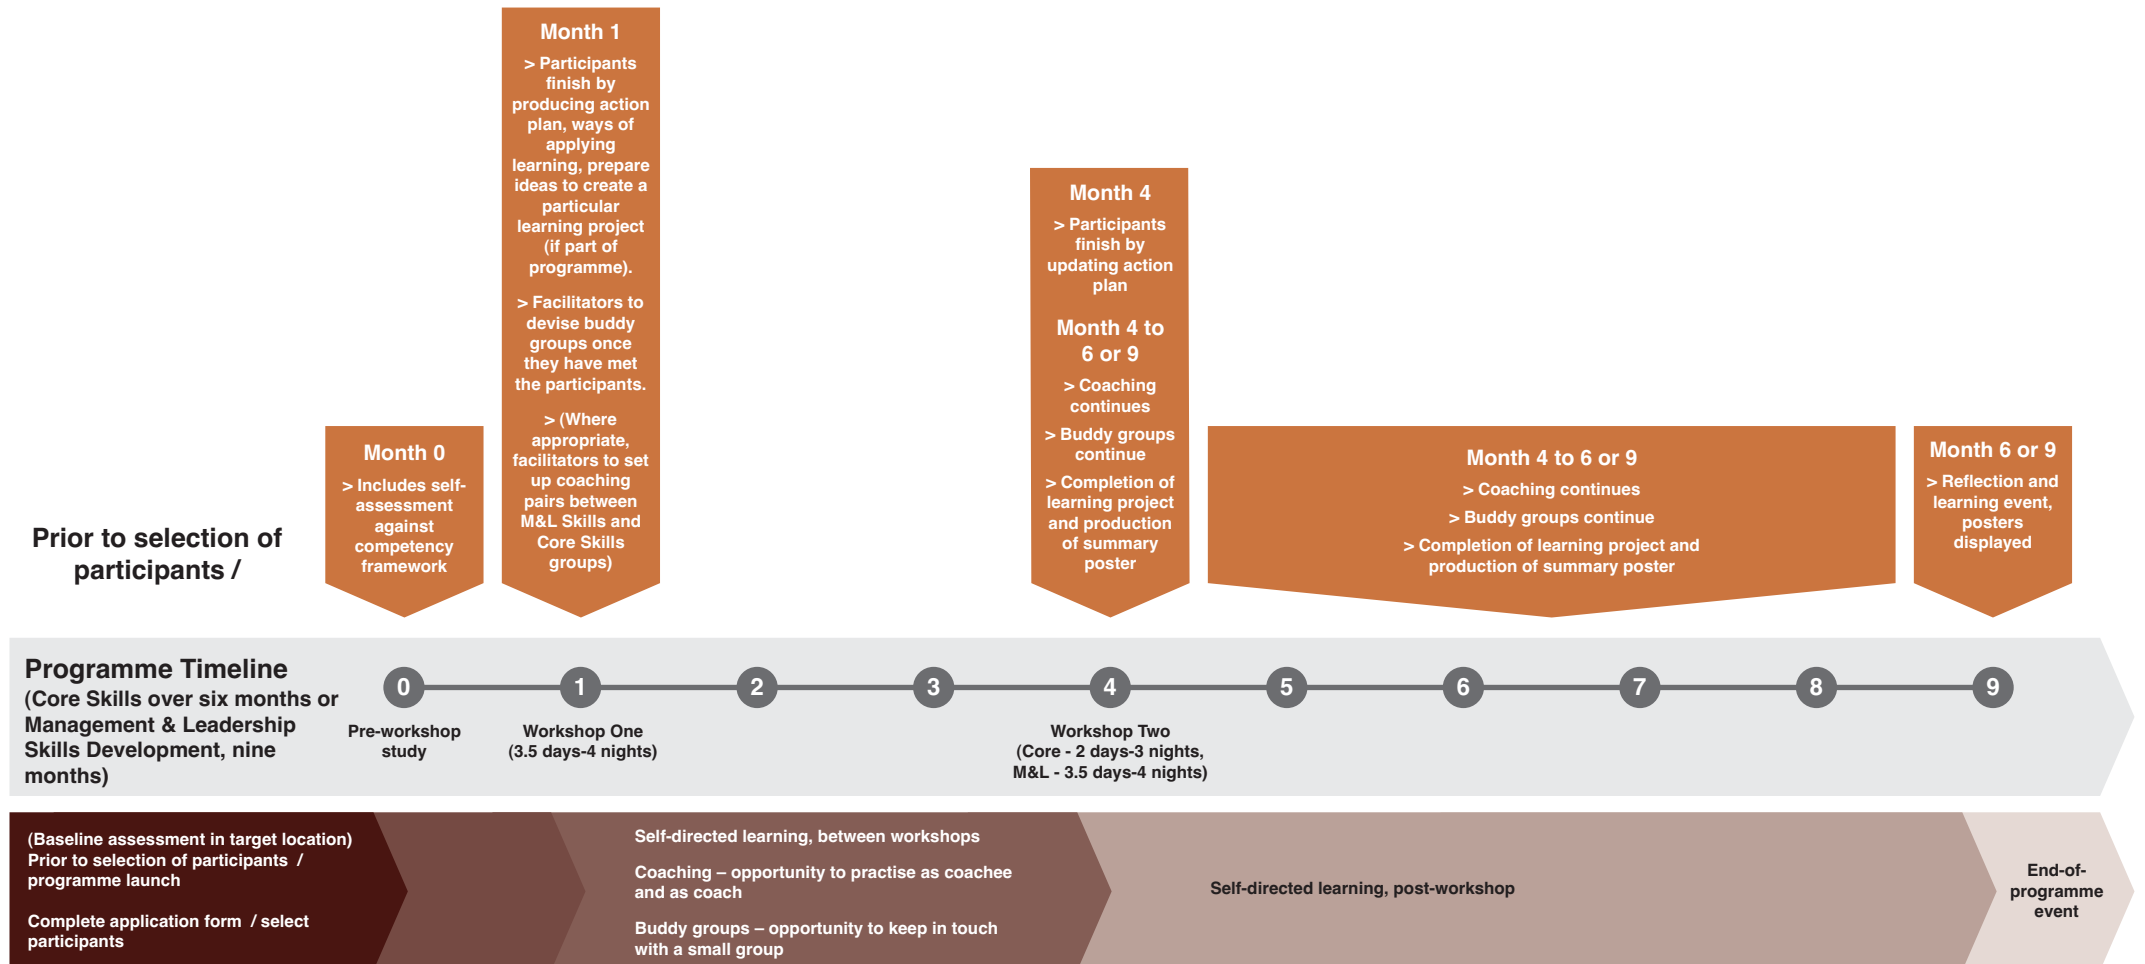 Month 1
> Participants
finish by
producing action
plan, ways of
applying
learning, prepare
ideas to create a
particular
learning project
(if part of
programme).
> Facilitators to
devise buddy
groups once
they have met
the participants.
> (Where
appropriate,
facilitators to set
up coaching
pairs between
M&L Skills and
Core Skills
groups)
Month 4
> Participants
finish by
updating action
plan
Month 4 to
6 or 9
> Coaching
continues
> Buddy groups
continue
> Completion of
learning project
and production
of summary
poster
Prior to selection of
participants /
Month 0
> Includes self-
assessment
against
competency
framework
Month 4 to 6 or 9
> Coaching continues
> Buddy groups continue
> Completion of learning project and
production of summary poster
Month 6 or 9
> Reflection and
learning event,
posters
displayed
Programme Timeline
(Core Skills over six months or
Management & Leadership
Skills Development, nine
months)
0 1 2 3 4 5 6 7 8 9
Pre-workshop
study
Workshop One
(3.5 days-4 nights)
Workshop Two
(Core - 2 days-3 nights,
M&L - 3.5 days-4 nights)
(Baseline assessment in target location)
Prior to selection of participants /
programme launch
Complete application form / select
participants
Self-directed learning, between workshops
Coaching – opportunity to practise as coachee
and as coach
Buddy groups – opportunity to keep in touch
with a small group
Self-directed learning, post-workshop
End-of-
programme
event